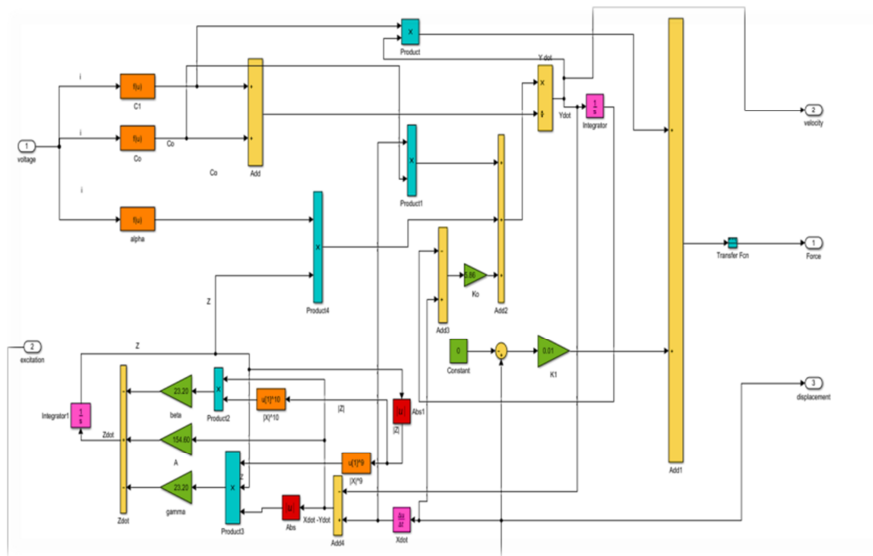 Product
Y dot
i
f(u)
C1
1
s
Integrator
2
velocity
Ydot
1
voltage
i
f(u)
Co
Co
Co
Add
Product1
i
f(u)
alpha
Product4
Add2
Transfer Fcn
1
Force
Z
Add3
Ko
2
excitation
Z
0
Constant
0.01
K1
3
displacement
23.20
beta
Product2
u[1]^10
|X|^10
|Z|
|u|
Abs1
|Z|
1
s
Integrator1
Zdot
154.60
A
u[1]^9
|X|^9
Add1
23.20
gamma
Z
Zdot
Product3
|u|
Abs
Xdot -Ydot
Add4
Xdot